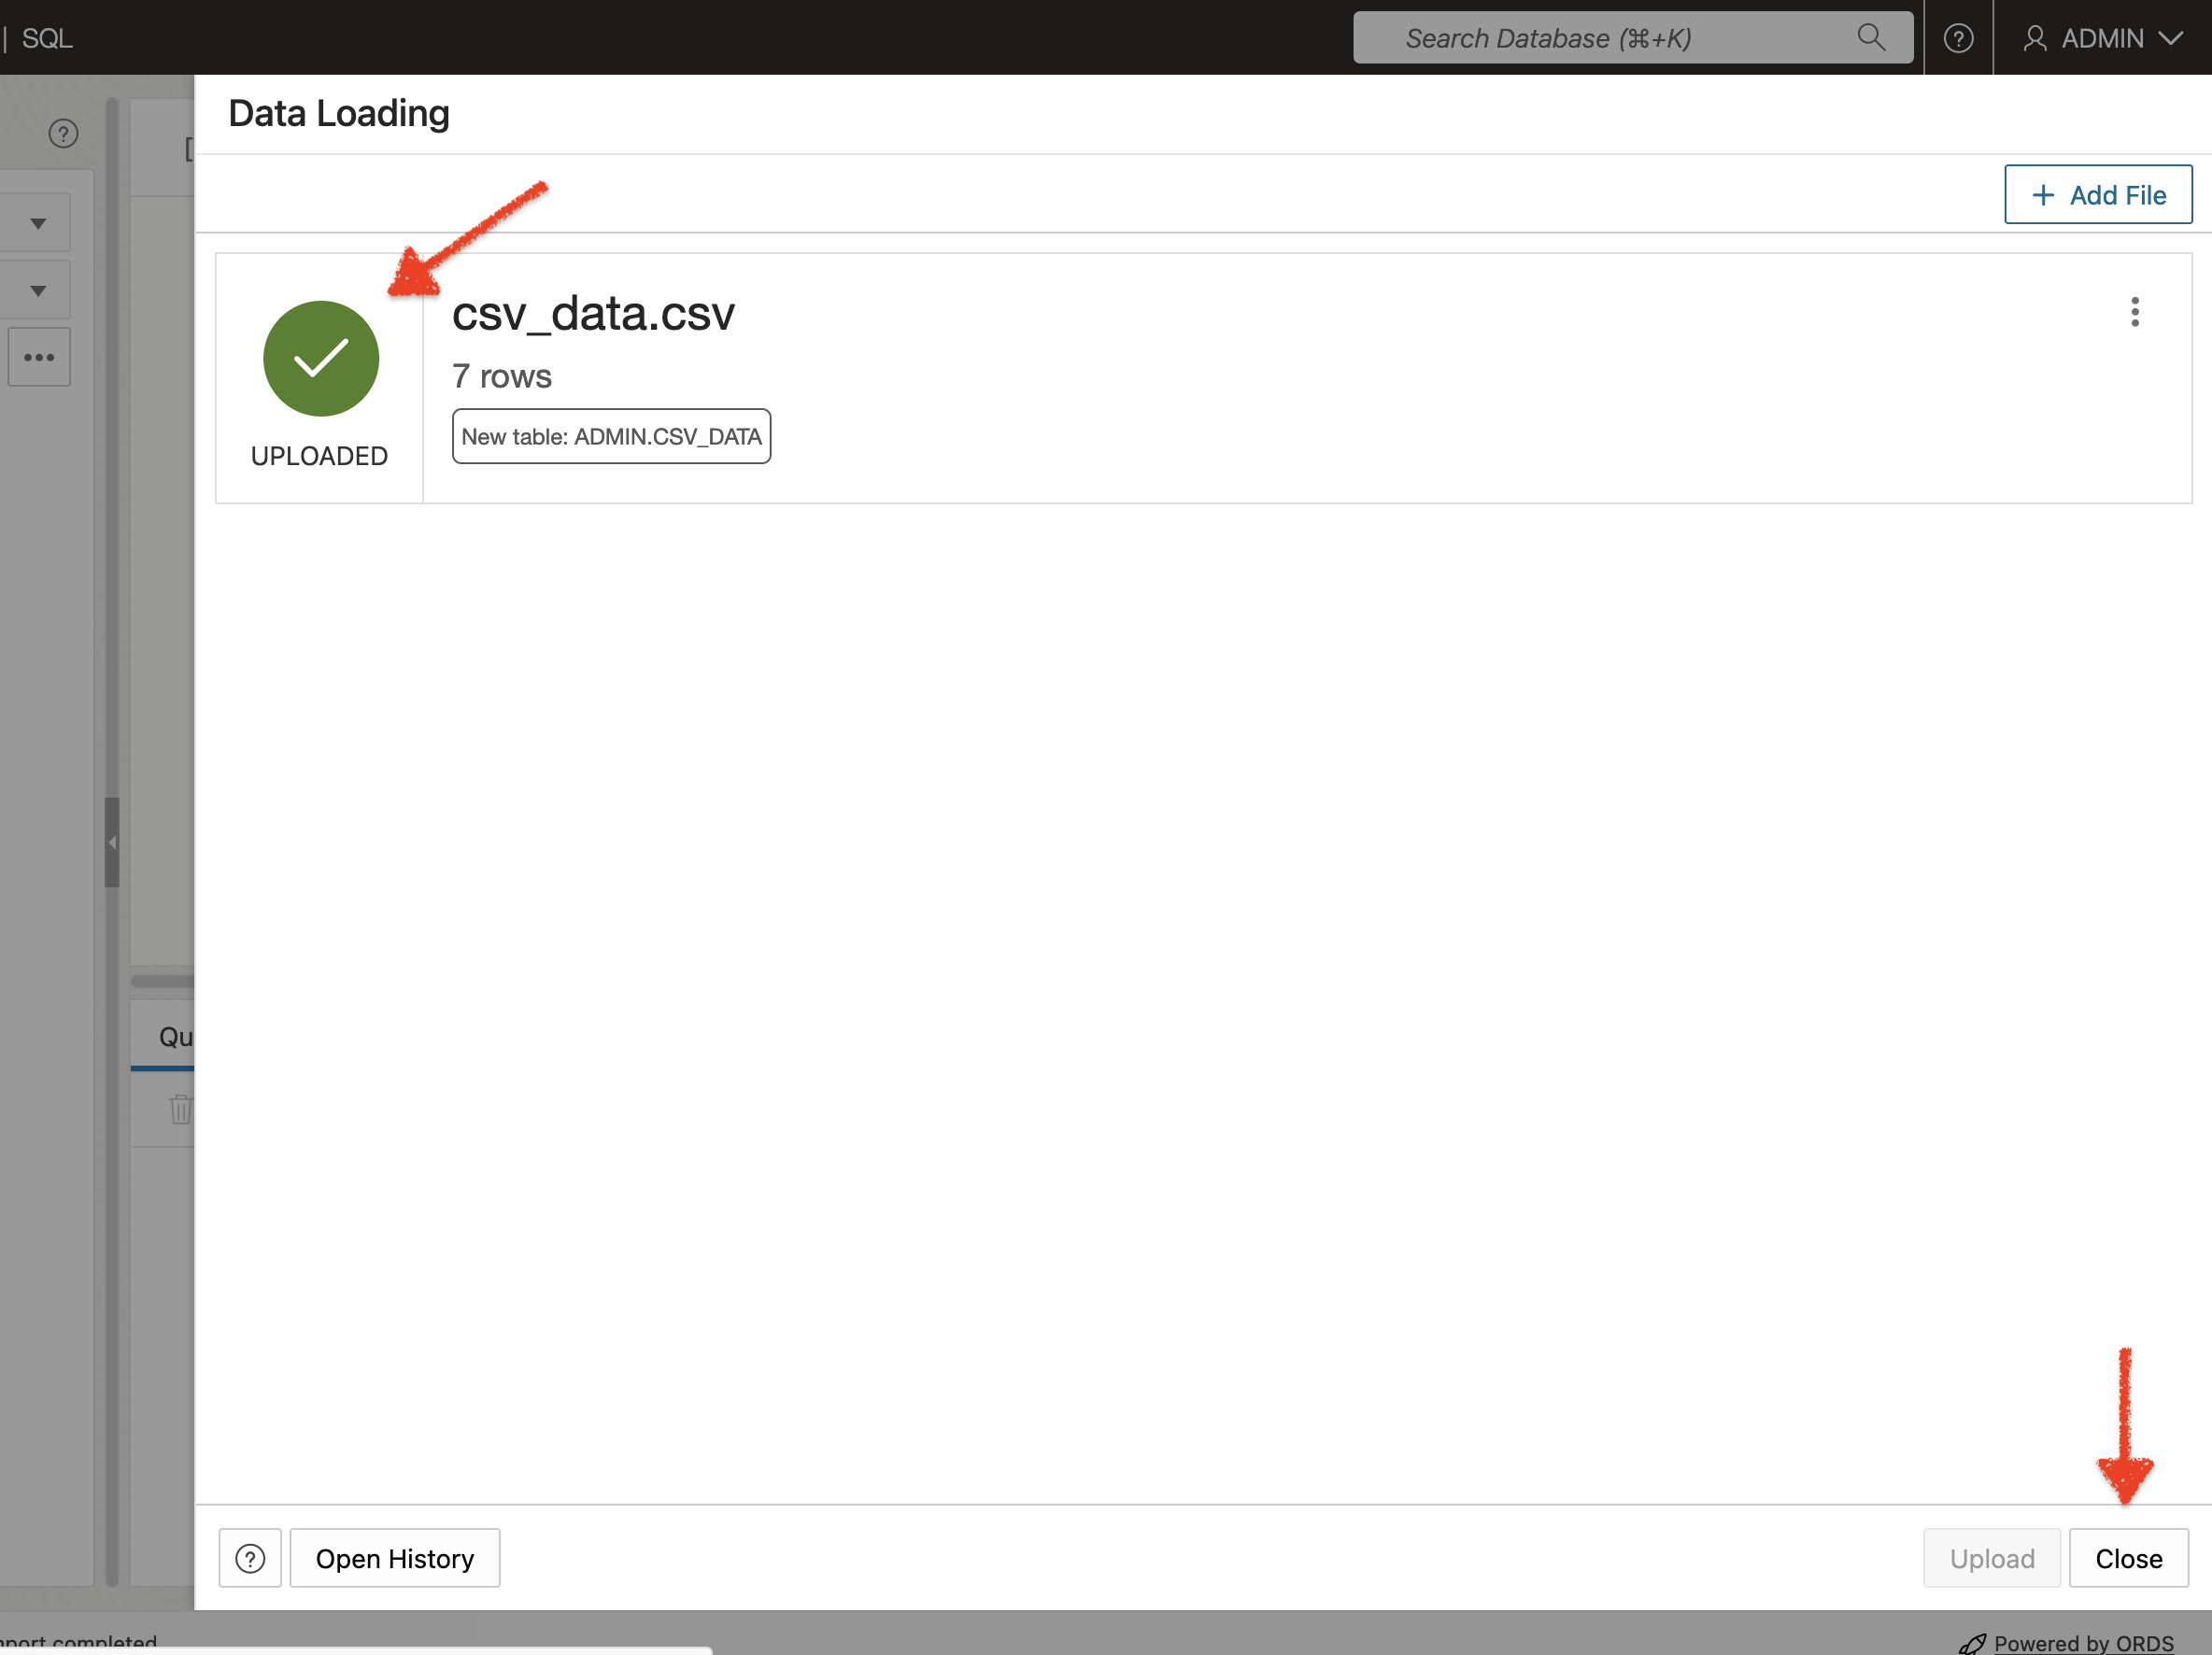 | SQL
Search Database (⌘+K)
ADMIN
Data Loading
+ Add File
csv_data.csv
7 rows
New table: ADMIN.CSV_DATA
UPLOADED
Qu
Open History
Upload
Close
port completed
Powered by ORDS